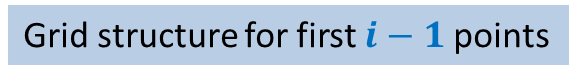 Grid structure for first i − 1 points